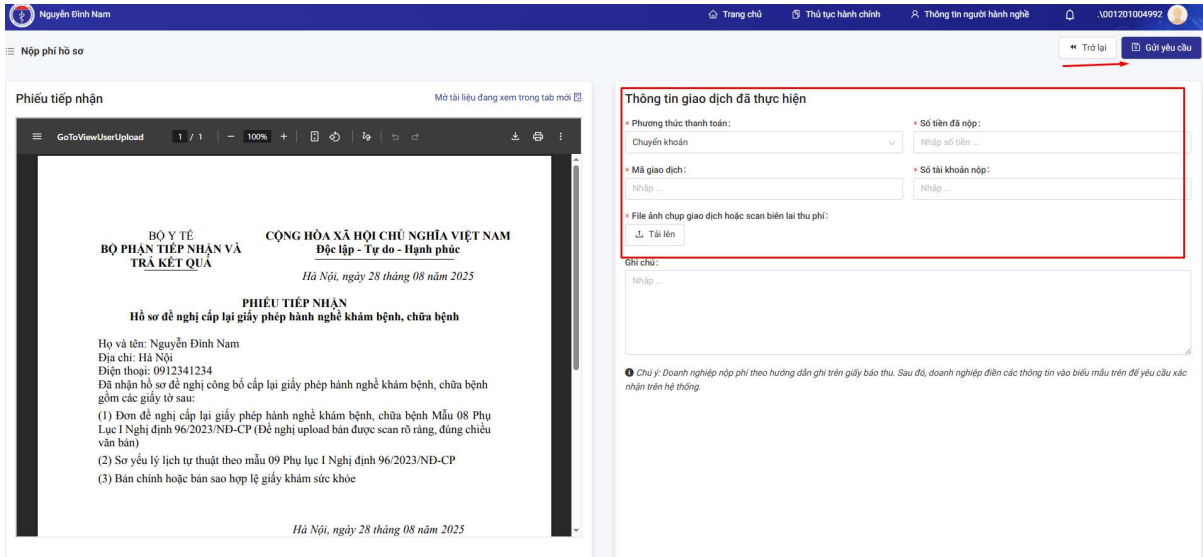 Nguyễn Đình Nam
Trang chủ
Thủ tục hành chính
Thông tin người hành nghề
.\001201004992
Nộp phí hồ sơ
Trở lại
Gửi yêu cầu
Phiếu tiếp nhận
Mở tài liệu đang xem trong tab mới
GoToViewUserUpload
1 / 1
100%
BỘ Y TẾ
BỘ PHẬN TIẾP NHẬN VÀ
TRẢ KẾT QUẢ
CỘNG HÒA XÃ HỘI CHỦ NGHĨA VIỆT NAM
Độc lập - Tự do - Hạnh phúc
Hà Nội, ngày 28 tháng 08 năm 2025
PHIẾU TIẾP NHẬN
Hồ sơ đề nghị cấp lại giấy phép hành nghề khám bệnh, chữa bệnh
Họ và tên: Nguyễn Đình Nam
Địa chỉ: Hà Nội
Điện thoại: 0912341234
Đã nhận hồ sơ đề nghị công bố cấp lại giấy phép hành nghề khám bệnh, chữa bệnh
gồm các giấy tờ sau:
(1) Đơn đề nghị cấp lại giấy phép hành nghề khám bệnh, chữa bệnh Mẫu 08 Phụ
Lục I Nghị định 96/2023/NĐ-CP (Đề nghị upload bản được scan rõ ràng, đúng chiều
văn bản)
(2) Sơ yếu lý lịch tự thuật theo mẫu 09 Phụ lục I Nghị định 96/2023/NĐ-CP
(3) Bản chính hoặc bản sao hợp lệ giấy khám sức khỏe
Hà Nội, ngày 28 tháng 08 năm 2025
Thông tin giao dịch đã thực hiện
* Phương thức thanh toán:
Chuyển khoản
* Số tiền đã nộp:
Nhập số tiền ...
* Mã giao dịch:
Nhập ...
* Số tài khoản nộp:
Nhập ...
* File ảnh chụp giao dịch hoặc scan biên lai thu phí:
Tải lên
Ghi chú:
Nhập ...
Chú ý: Doanh nghiệp nộp phí theo hướng dẫn ghi trên giấy báo thu. Sau đó, doanh nghiệp điền các thông tin vào biểu mẫu trên để yêu cầu xác
nhận trên hệ thống.